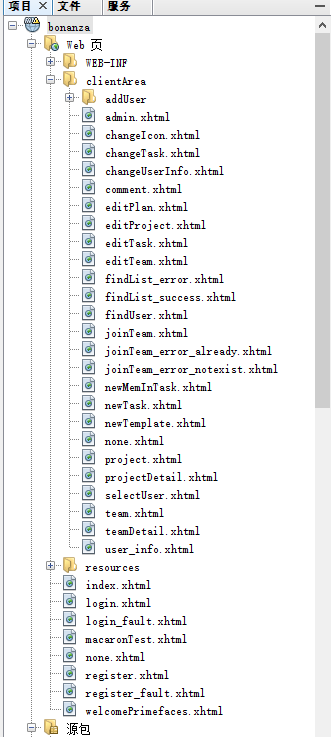 项目 文件 服务
bonanza
Web 页
WEB-INF
clientArea
addUser
admin.xhtml
changeIcon.xhtml
changeTask.xhtml
changeUserInfo.xhtml
comment.xhtml
editPlan.xhtml
editProject.xhtml
editTask.xhtml
editTeam.xhtml
findList_error.xhtml
findList_success.xhtml
findUser.xhtml
joinTeam.xhtml
joinTeam_error_already.xhtml
joinTeam_error_notexist.xhtml
newMemInTask.xhtml
newTask.xhtml
newTemplate.xhtml
none.xhtml
project.xhtml
projectDetail.xhtml
selectUser.xhtml
team.xhtml
teamDetail.xhtml
user_info.xhtml
resources
index.xhtml
login.xhtml
login_fault.xhtml
macaronTest.xhtml
none.xhtml
register.xhtml
register_fault.xhtml
welcomePrimefaces.xhtml
源包